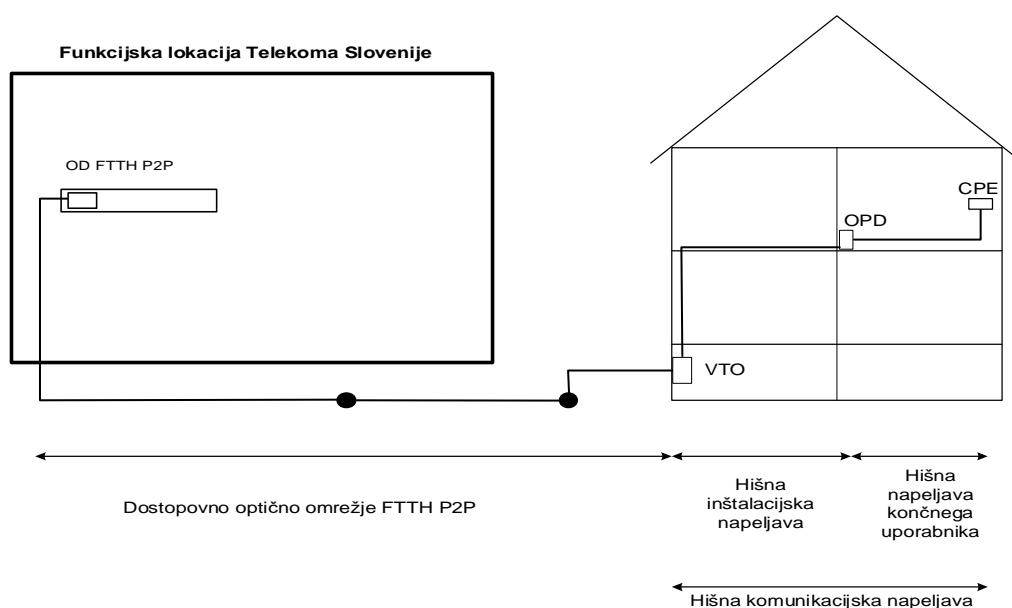 Funkcijska lokacija Telekoma Slovenije
OD FTTH P2P
CPE
OPD
VTO
Dostopovno optično omrežje FTTH P2P
Hišna
inštalacijska
napeljava
Hišna
napeljava
končnega
uporabnika
Hišna komunikacijska napeljava